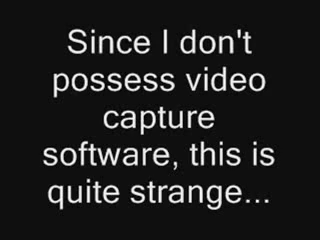 Since I don't
possess video
capture
software, this is
quite strange...